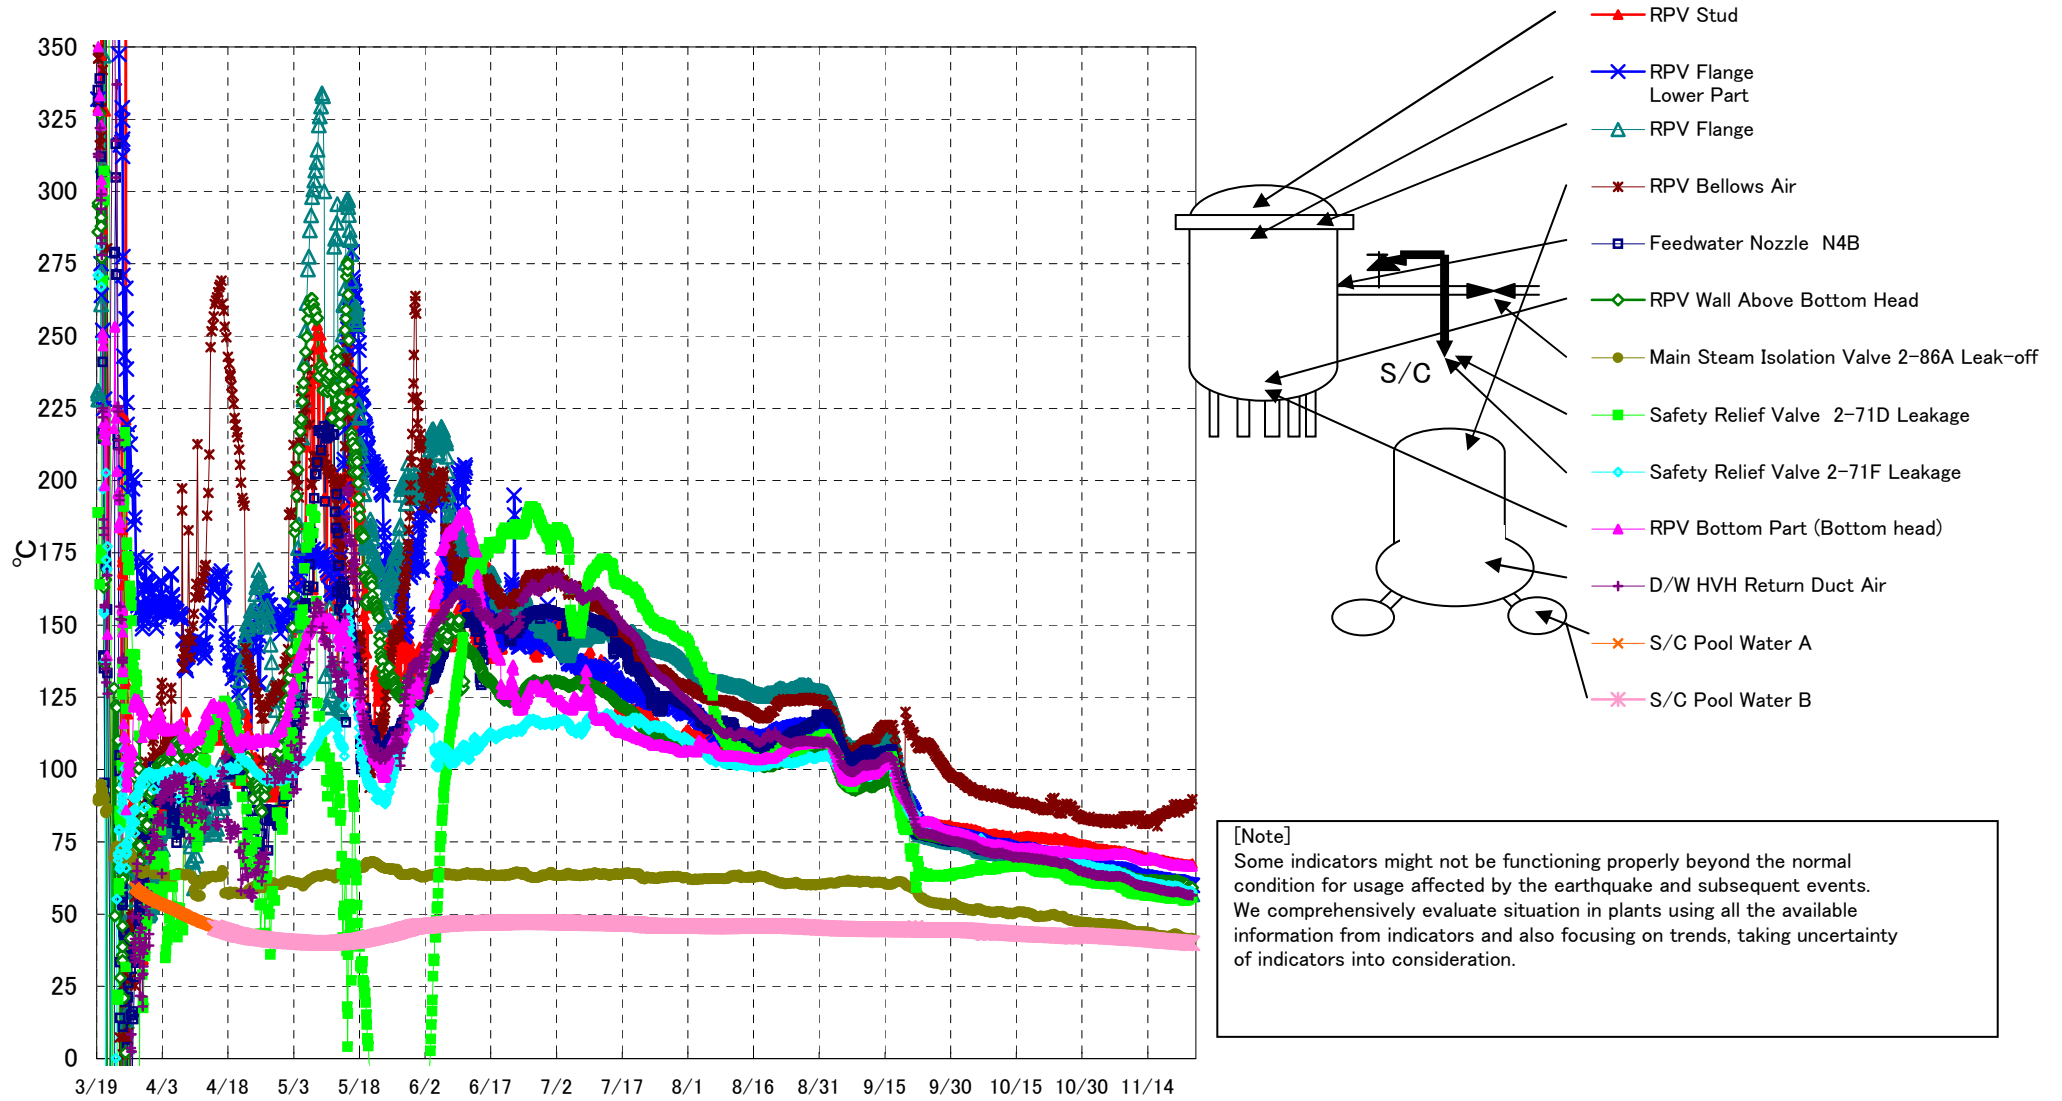 350
325
300
275
250
225
200
175
150
125
100
75
50
25
0
℃
3/19 4/3 4/18 5/3 5/18 6/2 6/17 7/2 7/17 8/1 8/16 8/31 9/15 9/30 10/15 10/30 11/14
RPV Stud
RPV Flange
Lower Part
RPV Flange
RPV Bellows Air
Feedwater Nozzle N4B
RPV Wall Above Bottom Head
Main Steam Isolation Valve 2-86A Leak-off
Safety Relief Valve 2-71D Leakage
Safety Relief Valve 2-71F Leakage
RPV Bottom Part (Bottom head)
D/W HVH Return Duct Air
S/C Pool Water A
S/C Pool Water B
S/C
[Note]
Some indicators might not be functioning properly beyond the normal
condition for usage affected by the earthquake and subsequent events.
We comprehensively evaluate situation in plants using all the available
information from indicators and also focusing on trends, taking uncertainty
of indicators into consideration.